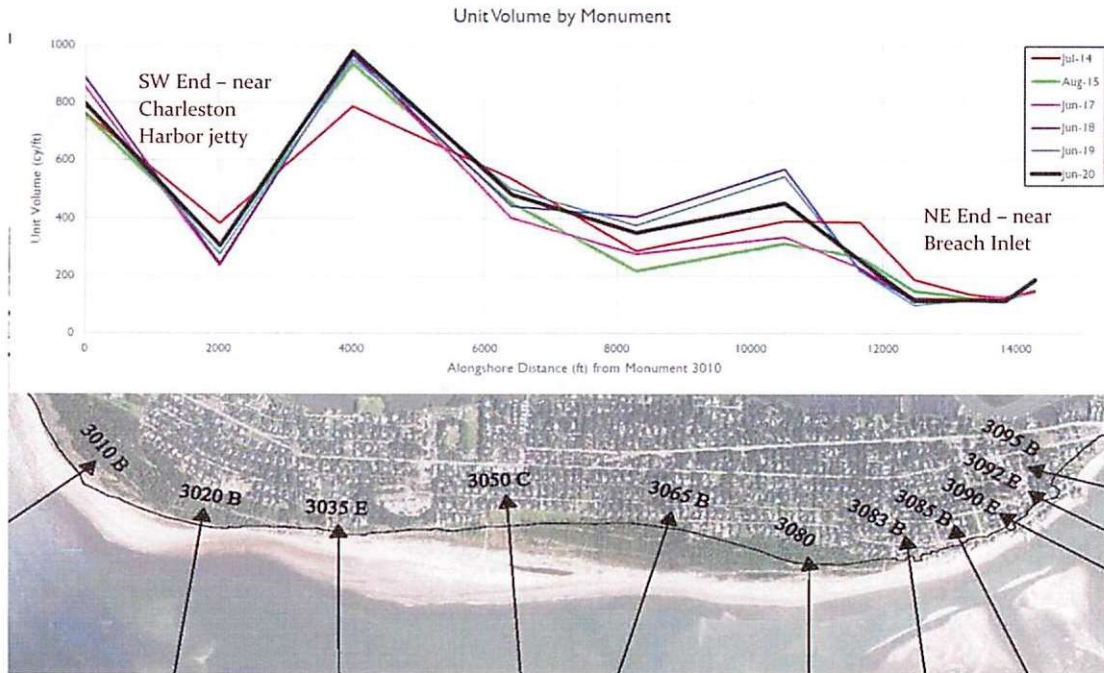 Unit Volume by Monument
1000
800
600
400
200
0
Unit Volume (cy/ft)
SW End – near
Charleston
Harbor jetty
NE End – near
Breach Inlet
Jul-14
Aug-15
Jun-17
Jun-18
Jun-19
Jun-20
0
2000
4000
6000
8000
10000
12000
14000
Alongshore Distance (ft) from Monument 3010
3010 B
3020 B
3035 E
3050 C
3065 B
3080
3083 B
3085 B
3090 E
3092 E
3095 B